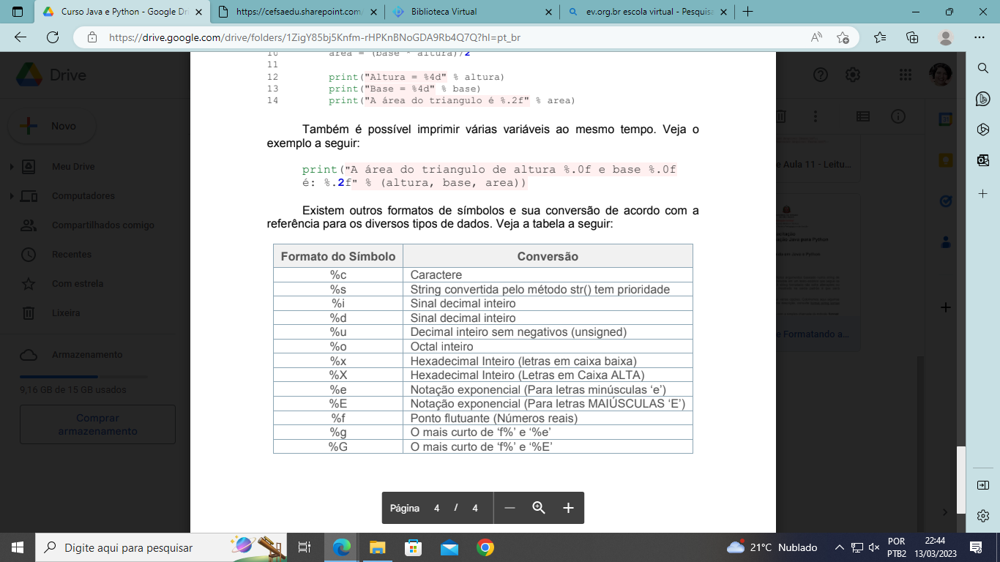 Curso Java e Python - Google Dri
https://cefsaedu.sharepoint.com/
Biblioteca Virtual
ev.org.br escola virtual - Pesquisa
https://drive.google.com/drive/folders/1ZigY85bj5Knfm-rHPKnBNoGDA9Rb4Q7Q?hl=pt_br
Drive
Novo
Meu Drive
Computadores
Compartilhados comigo
Recentes
Com estrela
Lixeira
Armazenamento
9,16 GB de 15 GB usados
Comprar
armazenamento
10 area = (base * altura)/2
11
12 print("Altura = %4d" % altura)
13 print("Base = %4d" % base)
14 print("A área do triangulo é %.2f" % area)
Também é possível imprimir várias variáveis ao mesmo tempo. Veja o
exemplo a seguir:
print("A área do triangulo de altura %.0f e base %.0f
é: %.2f" % (altura, base, area))
Existem outros formatos de símbolos e sua conversão de acordo com a
referência para os diversos tipos de dados. Veja a tabela a seguir:
Formato do Símbolo Conversão
%c Caractere
%s String convertida pelo método str() tem prioridade
%i Sinal decimal inteiro
%d Sinal decimal inteiro
%u Decimal inteiro sem negativos (unsigned)
%o Octal inteiro
%x Hexadecimal Inteiro (letras em caixa baixa)
%X Hexadecimal Inteiro (Letras em Caixa ALTA)
%e Notação exponencial (Para letras minúsculas ‘e’)
%E Notação exponencial (Para letras MAIÚSCULAS ‘E’)
%f Ponto flutuante (Números reais)
%g O mais curto de ‘f%’ e ‘%e’
%G O mais curto de ‘f%’ e ‘%E’
Página 4 / 4
e Aula 11 - Leitu...
e Formatando a...
Digite aqui para pesquisar
21°C Nublado
POR
PTB2
22:44
13/03/2023